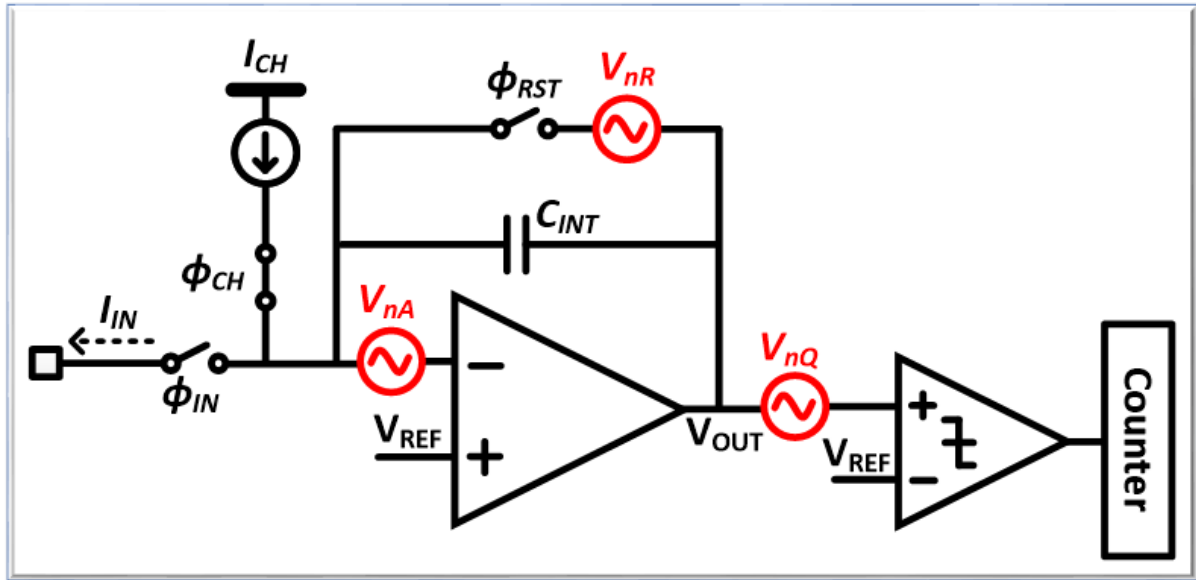 I_CH
ϕ_RST
V_nR
C_INT
ϕ_CH
I_IN
V_nA
ϕ_IN
−
V_REF
+
V_OUT
V_nQ
+
V_REF
−
Counter